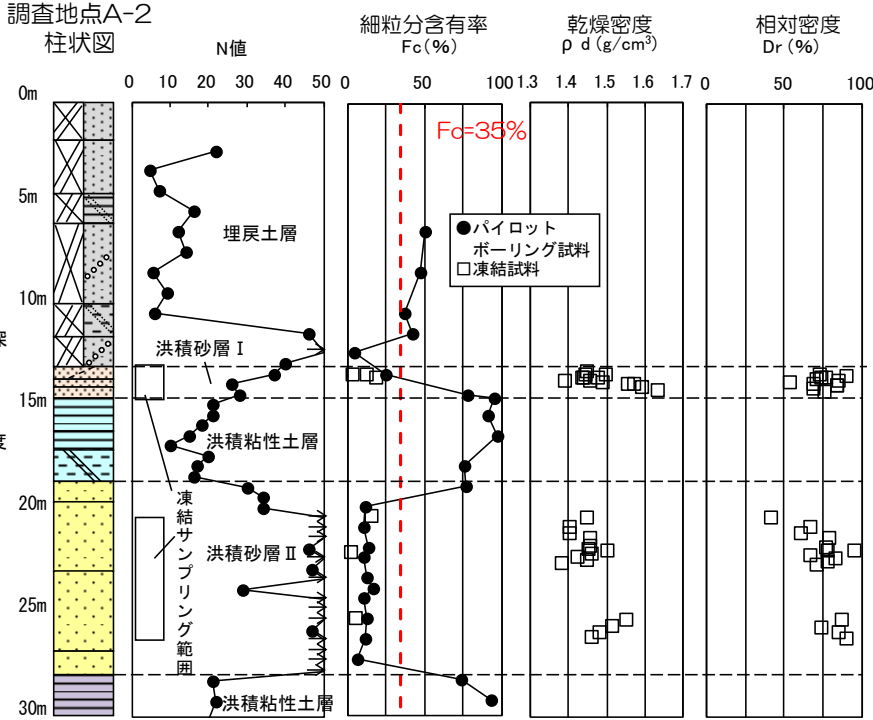 調査地点A-2
柱状図
N値
細粒分含有率
Fc(%)
乾燥密度
ρd(g/cm³)
相対密度
Dr(%)
0 10 20 30 40 50
0 50 100
1.3 1.4 1.5 1.6 1.7
0 50 100
0m
5m
10m
15m
20m
25m
30m
度
Fc=35%
埋戻土層
●パイロット
ボーリング試料
□凍結試料
洪積砂層Ⅰ
洪積粘性土層
凍結サンプリング範囲
洪積砂層Ⅱ
洪積粘性土層